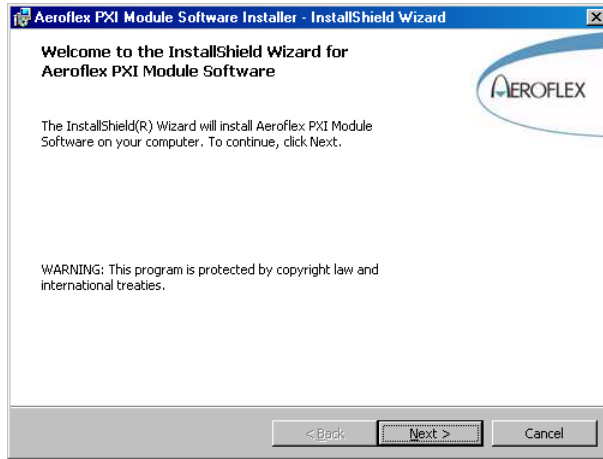 Aeroflex PXI Module Software Installer - InstallShield Wizard
Welcome to the InstallShield Wizard for
Aeroflex PXI Module Software
AEROFLEX
The InstallShield(R) Wizard will install Aeroflex PXI Module
Software on your computer. To continue, click Next.
WARNING: This program is protected by copyright law and
international treaties.
< Back
Next >
Cancel